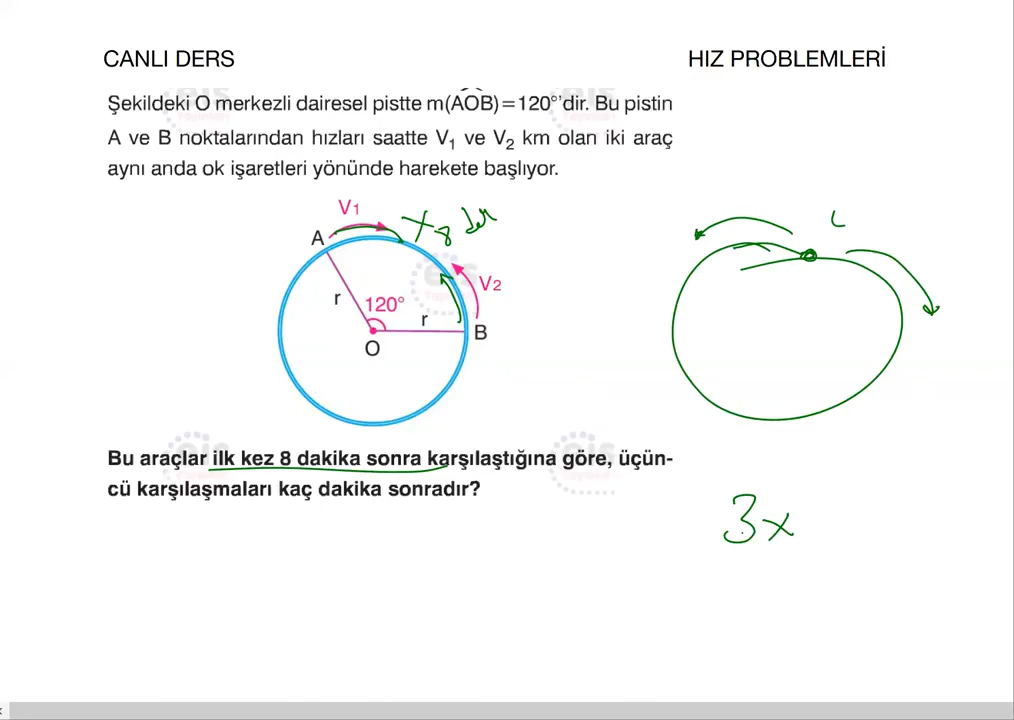 CANLI DERS
HIZ PROBLEMLERİ
Şekildeki O merkezli dairesel pistte m(AOB)=120°'dir. Bu pistin
A ve B noktalarından hızları saatte V₁ ve V₂ km olan iki araç
aynı anda ok işaretleri yönünde harekete başlıyor.
V₁
A
8
V₂
r
120°
r
B
O
Bu araçlar ilk kez 8 dakika sonra karşılaştığına göre, üçün-
cü karşılaşmaları kaç dakika sonradır?
3x